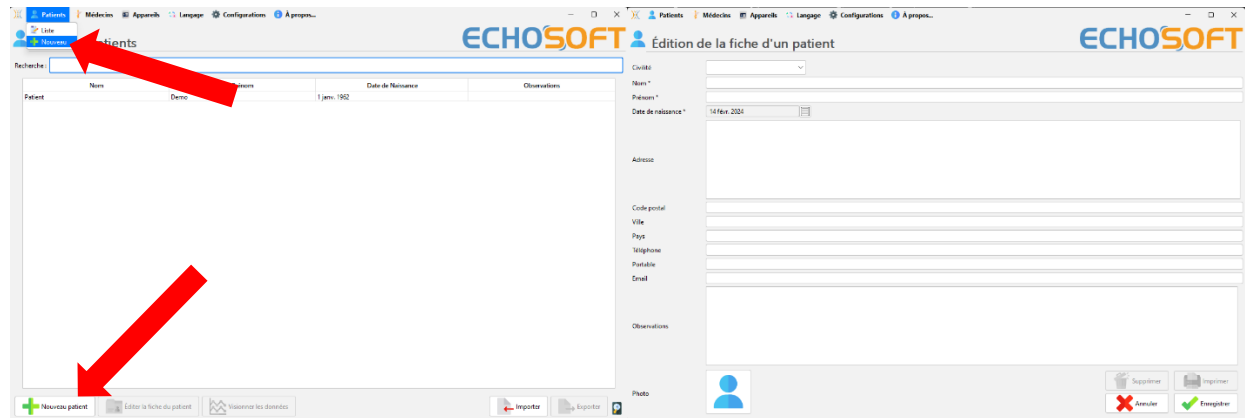 Patients Médecins Appareils Langage Configurations À propos...
Liste
Nouveau
tients
ECHOSOFT
Recherche :
Nom Prénom Date de Naissance Observations
Patient Demo 1 janv. 1962
Nouveau patient Éditer la fiche du patient Visionner les données Importer Exporter
Patients Médecins Appareils Langage Configurations À propos...
Édition de la fiche d'un patient
ECHOSOFT
Civilité
Nom *
Prénom *
Date de naissance * 14 févr. 2024
Adresse
Code postal
Ville
Pays
Téléphone
Portable
Email
Observations
Photo
Supprimer Imprimer
Annuler Enregistrer